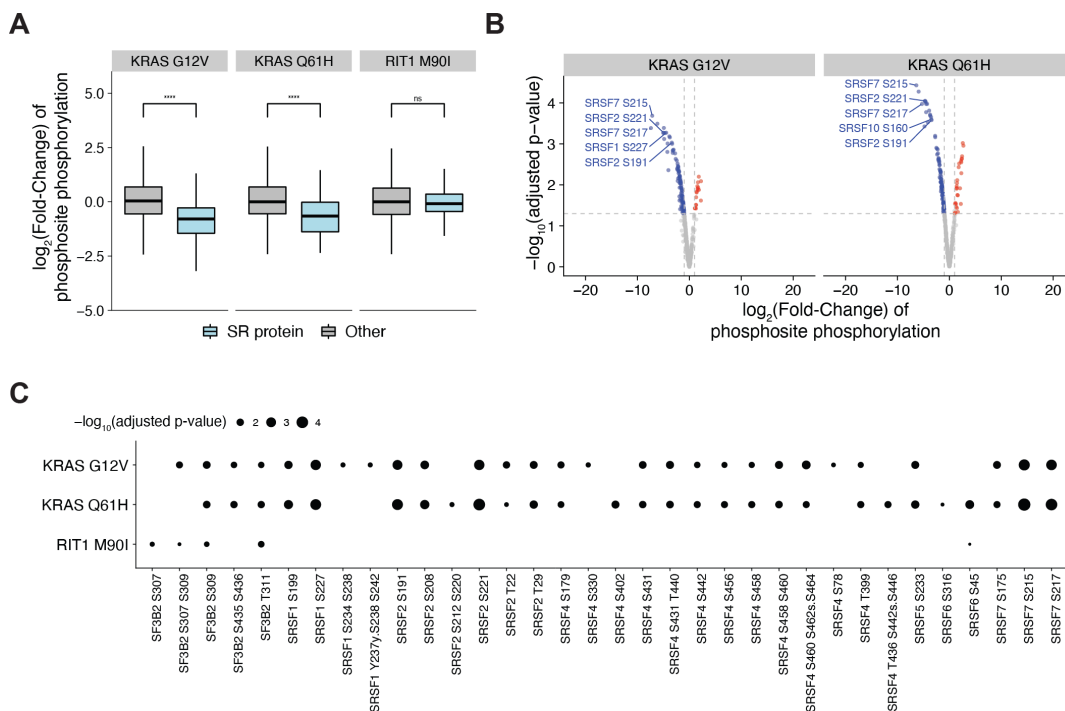 A
KRAS G12V
KRAS Q61H
RIT1 M90I
****
****
ns
5.0
2.5
0.0
−2.5
−5.0
log2(Fold-Change) of
phosphosite phosphorylation
SR protein
Other
B
KRAS G12V
KRAS Q61H
SRSF7 S215
SRSF2 S221
SRSF7 S217
SRSF1 S227
SRSF2 S191
SRSF7 S215
SRSF2 S221
SRSF7 S217
SRSF10 S160
SRSF2 S191
4
3
2
1
0
−log10(adjusted p-value)
−20 −10 0 10 20
−20 −10 0 10 20
log2(Fold-Change) of
phosphosite phosphorylation
C
−log10(adjusted p-value) 2 3 4
KRAS G12V
KRAS Q61H
RIT1 M90I
SF3B2 S307
SF3B2 S307 S309
SF3B2 S309
SF3B2 S435 S436
SF3B2 T311
SRSF1 S199
SRSF1 S227
SRSF1 S234 S238
SRSF1 Y237y,S238 S242
SRSF2 S191
SRSF2 S208
SRSF2 S212 S220
SRSF2 S221
SRSF2 T22
SRSF2 T29
SRSF4 S179
SRSF4 S330
SRSF4 S402
SRSF4 S431
SRSF4 S431 T440
SRSF4 S442
SRSF4 S456
SRSF4 S458
SRSF4 S458 S460
SRSF4 S460 S462s,S464
SRSF4 S78
SRSF4 T399
SRSF4 T436 S442s,S446
SRSF5 S223
SRSF6 S316
SRSF6 S45
SRSF7 S175
SRSF7 S215
SRSF7 S217